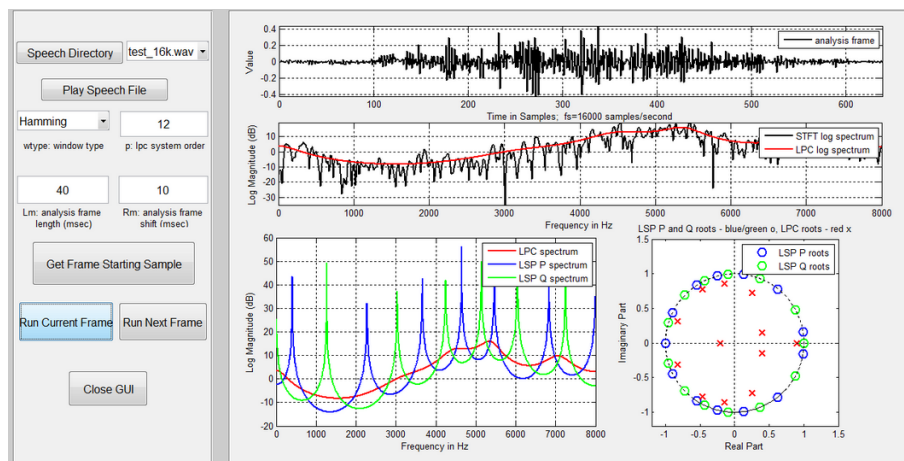 Speech Directory
test_16k.wav
Play Speech File
Hamming
12
wtype: window type
p: lpc system order
40
10
Lm: analysis frame length (msec)
Rm: analysis frame shift (msec)
Get Frame Starting Sample
Run Current Frame
Run Next Frame
Close GUI
Value
0.4
0.2
0
-0.2
-0.4
analysis frame
0 100 200 300 400 500 600
Time in Samples; fs=16000 samples/second
Log Magnitude (dB)
10
0
-10
-20
-30
STFT log spectrum
LPC log spectrum
0 1000 2000 3000 4000 5000 6000 7000 8000
Frequency in Hz
Log Magnitude (dB)
60
50
40
30
20
10
0
-10
-20
LPC spectrum
LSP P spectrum
LSP Q spectrum
0 1000 2000 3000 4000 5000 6000 7000 8000
Frequency in Hz
LSP P and Q roots - blue/green o, LPC roots - red x
Imaginary Part
1.5
1
0.5
0
-0.5
-1
LSP P roots
LSP Q roots
-1 -0.5 0 0.5 1 1.5
Real Part